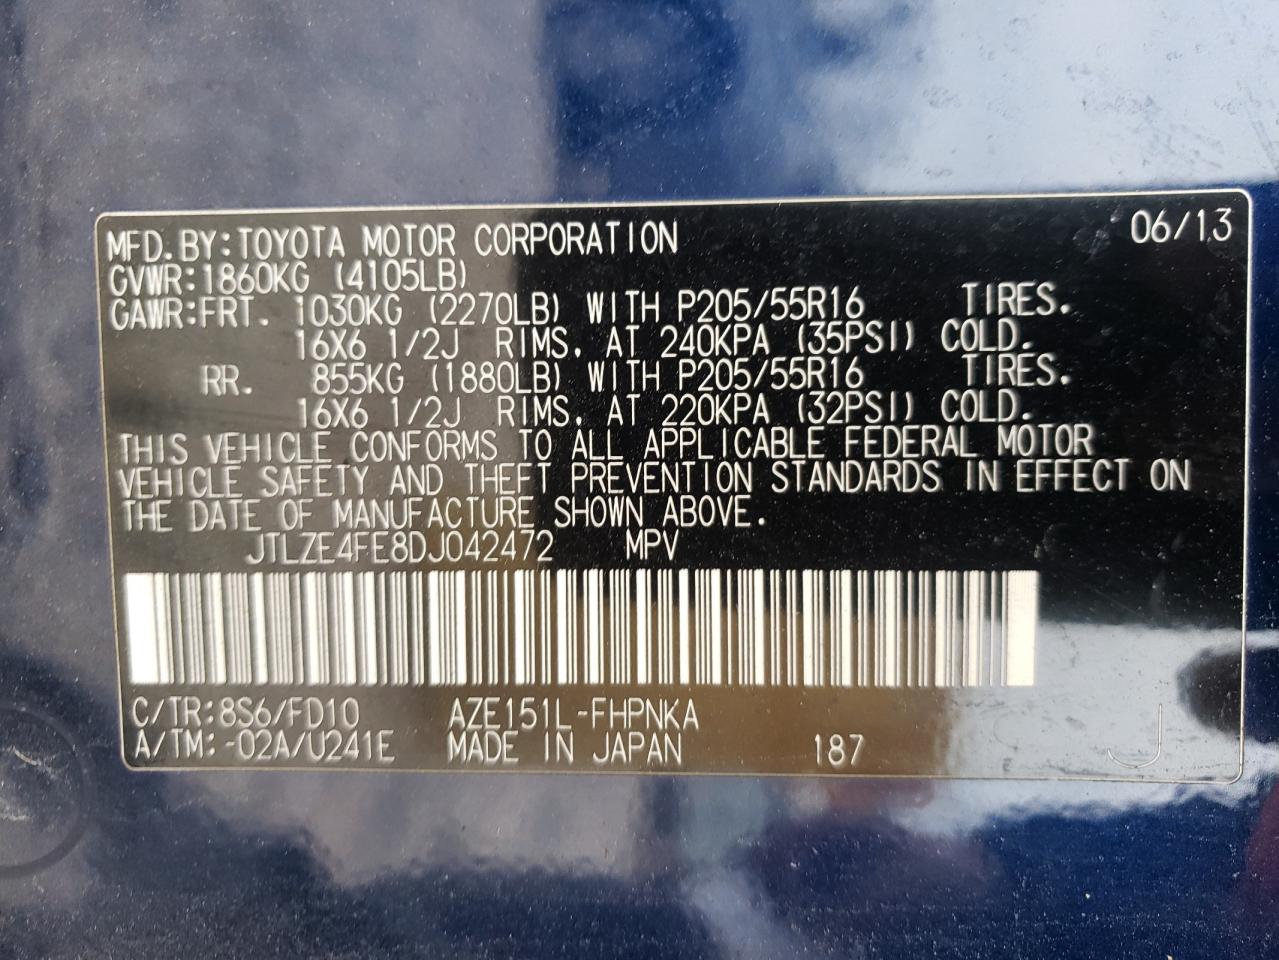 MFD.BY:TOYOTA MOTOR CORPORATION 06/13
GVWR:1860KG (4105LB)
GAWR:FRT. 1030KG (2270LB) WITH P205/55R16 TIRES.
16X6 1/2J RIMS, AT 240KPA (35PSI) COLD.
RR. 855KG (1880LB) WITH P205/55R16 TIRES.
16X6 1/2J RIMS, AT 220KPA (32PSI) COLD.
THIS VEHICLE CONFORMS TO ALL APPLICABLE FEDERAL MOTOR
VEHICLE SAFETY AND THEFT PREVENTION STANDARDS IN EFFECT ON
THE DATE OF MANUFACTURE SHOWN ABOVE.
JTLZE4FE8DJ042472 MPV
C/TR:8S6/FD10 AZE151L-FHPNKA
A/TM:-02A/U241E MADE IN JAPAN 187 J